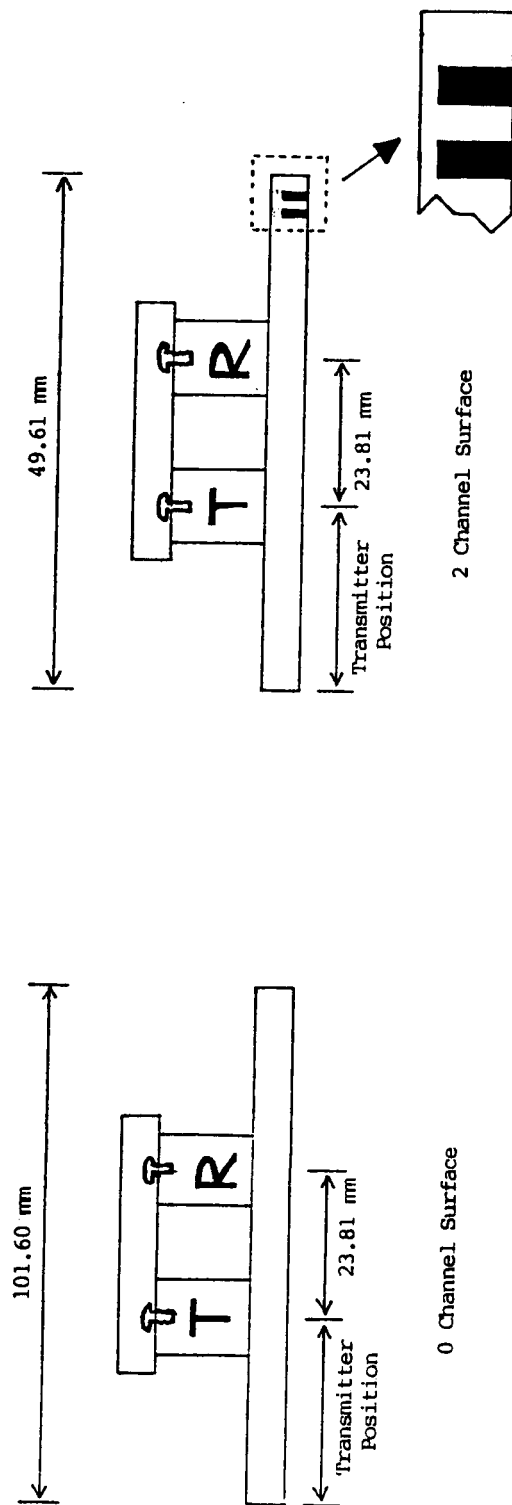 101.60 mm
T
R
23.81 mm
Transmitter
Position
0 Channel Surface
49.61 mm
T
R
23.81 mm
Transmitter
Position
2 Channel Surface